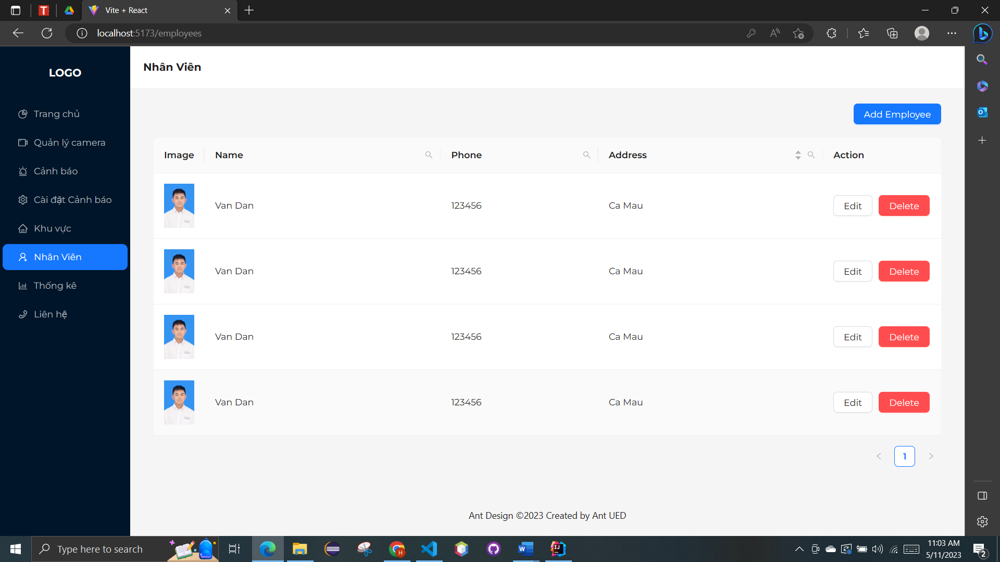 Vite + React
localhost:5173/employees
LOGO
Nhân Viên
Trang chủ
Quản lý camera
Cảnh báo
Cài đặt Cảnh báo
Khu vực
Nhân Viên
Thống kê
Liên hệ
Add Employee
Image Name Phone Address Action
Van Dan 123456 Ca Mau Edit Delete
Van Dan 123456 Ca Mau Edit Delete
Van Dan 123456 Ca Mau Edit Delete
Van Dan 123456 Ca Mau Edit Delete
1
Ant Design ©2023 Created by Ant UED
Type here to search
11:03 AM
5/11/2023
2